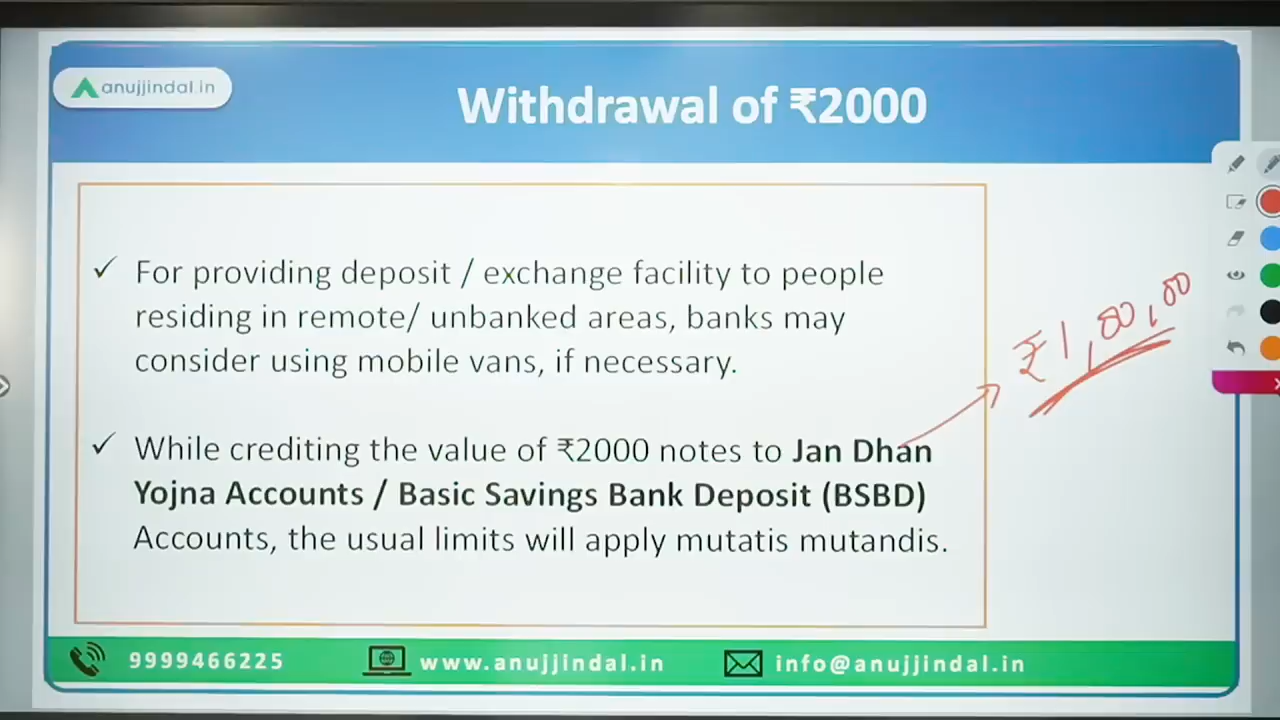 anujjindal.in
Withdrawal of ₹2000
✓ For providing deposit / exchange facility to people
residing in remote/ unbanked areas, banks may
consider using mobile vans, if necessary.
✓ While crediting the value of ₹2000 notes to Jan Dhan
Yojna Accounts / Basic Savings Bank Deposit (BSBD)
Accounts, the usual limits will apply mutatis mutandis.
₹1,00,00
9999466225
www.anujjindal.in
info@anujjindal.in